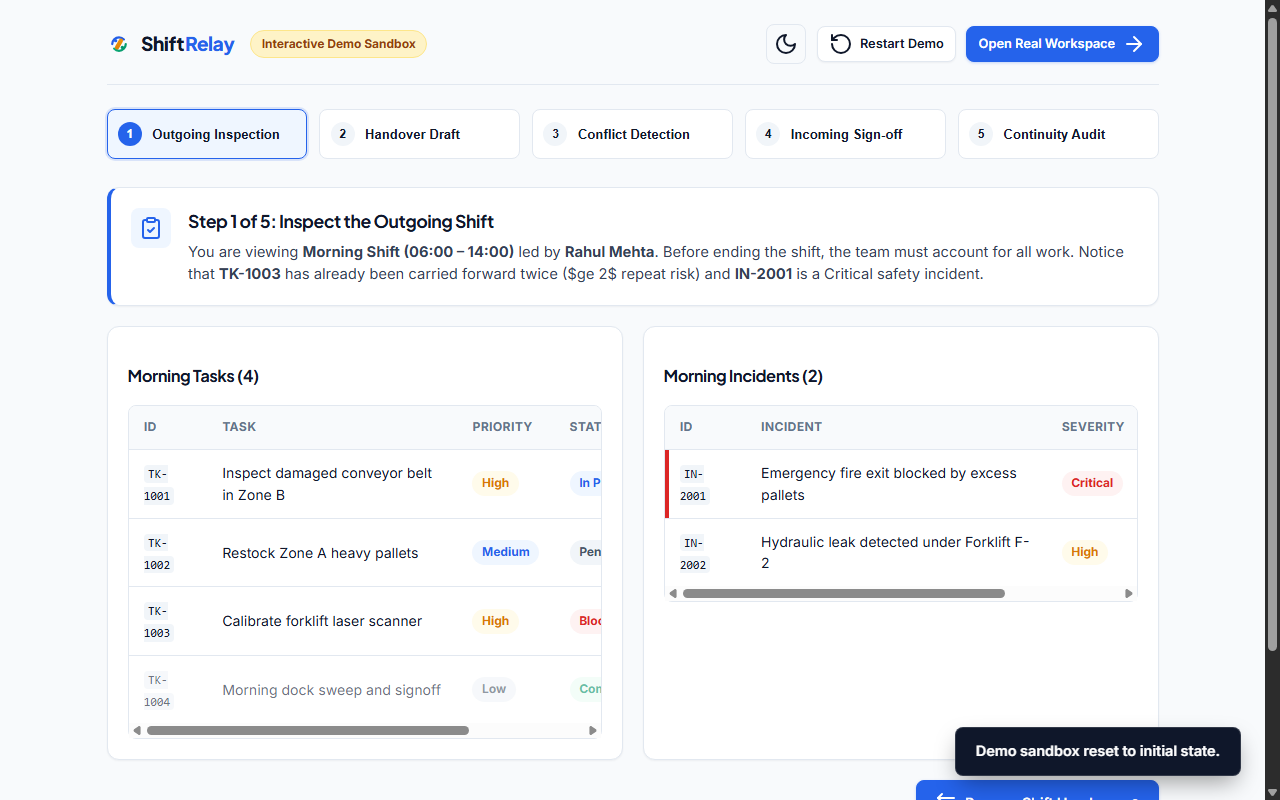 ShiftRelay
Interactive Demo Sandbox
Restart Demo
Open Real Workspace
1 Outgoing Inspection
2 Handover Draft
3 Conflict Detection
4 Incoming Sign-off
5 Continuity Audit
Step 1 of 5: Inspect the Outgoing Shift
You are viewing Morning Shift (06:00 – 14:00) led by Rahul Mehta. Before ending the shift, the team must account for all work. Notice
that TK-1003 has already been carried forward twice ($ge 2$ repeat risk) and IN-2001 is a Critical safety incident.
Morning Tasks (4)
ID TASK PRIORITY STAT
TK-
1001
Inspect damaged conveyor belt
in Zone B
High
In P
TK-
1002
Restock Zone A heavy pallets
Medium
Pen
TK-
1003
Calibrate forklift laser scanner
High
Bloc
TK-
1004
Morning dock sweep and signoff
Low
Con
Morning Incidents (2)
ID INCIDENT SEVERITY
IN-
2001
Emergency fire exit blocked by excess
pallets
Critical
IN-
2002
Hydraulic leak detected under Forklift F-
2
High
Demo sandbox reset to initial state.